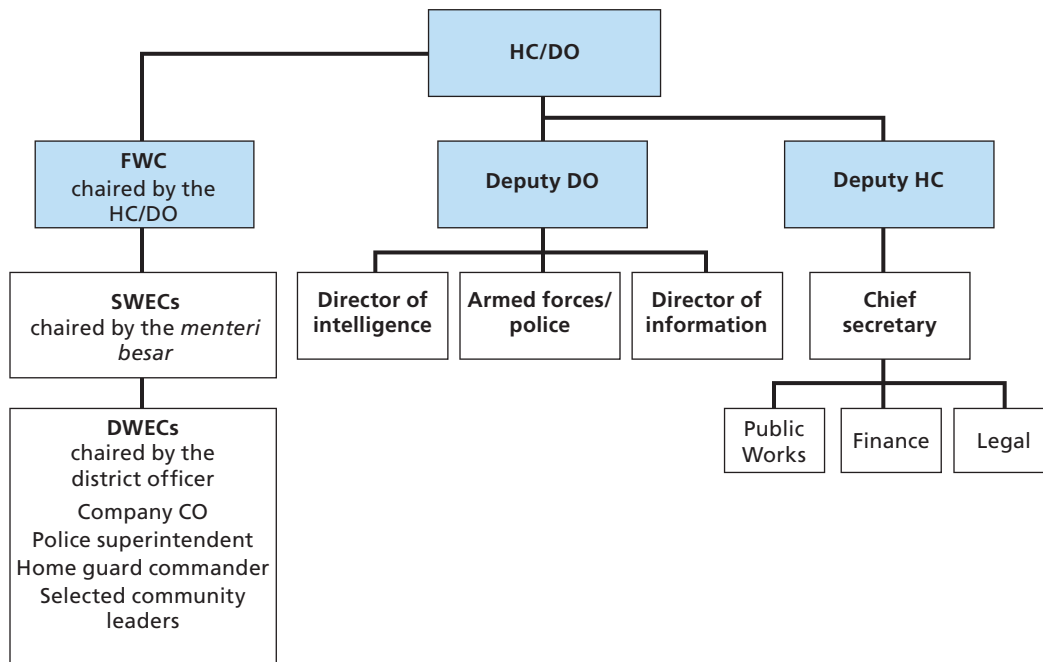 HC/DO
FWC
chaired by the
HC/DO
Deputy DO
Deputy HC
SWECs
chaired by the menteri
besar
Director of
intelligence
Armed forces/
police
Director of
information
Chief
secretary
DWECs
chaired by the
district officer
Company CO
Police superintendent
Home guard commander
Selected community
leaders
Public
Works
Finance
Legal